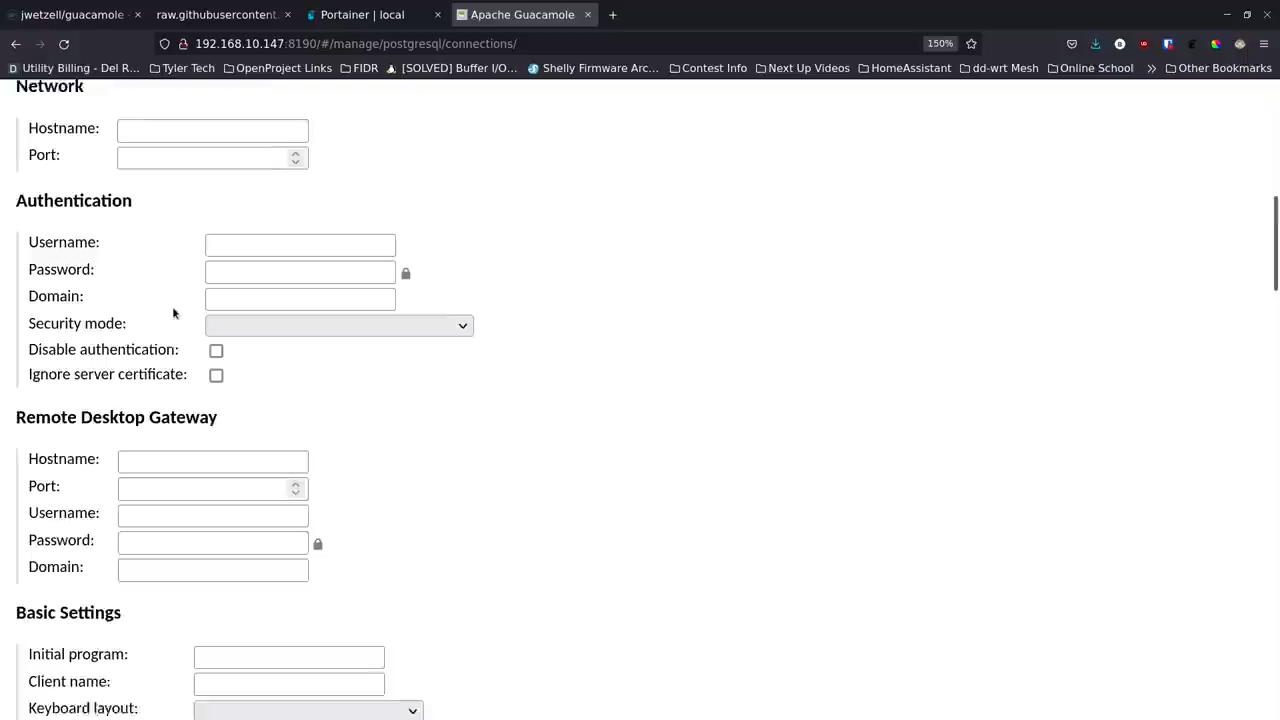 jwetzell/guacamole
raw.githubusercontent.
Portainer | local
Apache Guacamole
192.168.10.147:8190/#/manage/postgresql/connections/
150%
Utility Billing - Del R...
Tyler Tech
OpenProject Links
FIDR
[SOLVED] Buffer I/O...
Shelly Firmware Arc...
Contest Info
Next Up Videos
HomeAssistant
dd-wrt Mesh
Online School
Other Bookmarks
Network
Hostname:
Port:
Authentication
Username:
Password:
Domain:
Security mode:
Disable authentication:
Ignore server certificate:
Remote Desktop Gateway
Hostname:
Port:
Username:
Password:
Domain:
Basic Settings
Initial program:
Client name:
Keyboard layout: